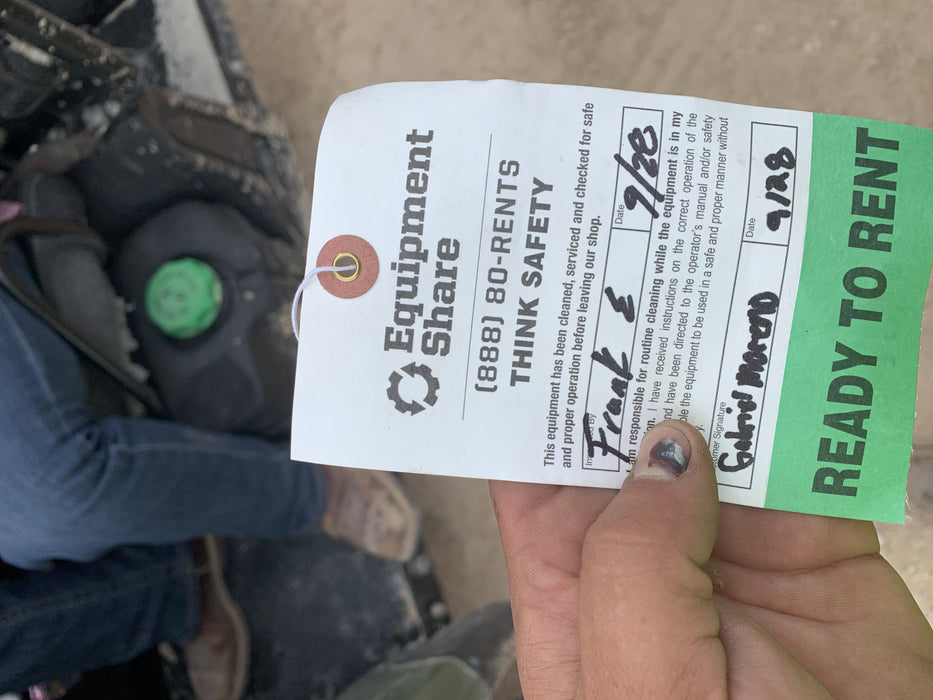 Equipment
Share
(888) 80-RENTS
THINK SAFETY
This equipment has been cleaned, serviced and checked for safe
and proper operation before leaving our shop.
By
Date
Frank E
9/28
responsible for routine cleaning while the equipment is in my
I have received instructions on the correct operation of the
and have been directed to the operator's manual and/or safety
the equipment to be used in a safe and proper manner without
Signature
Date
Gabriel
9/28
READY TO RENT